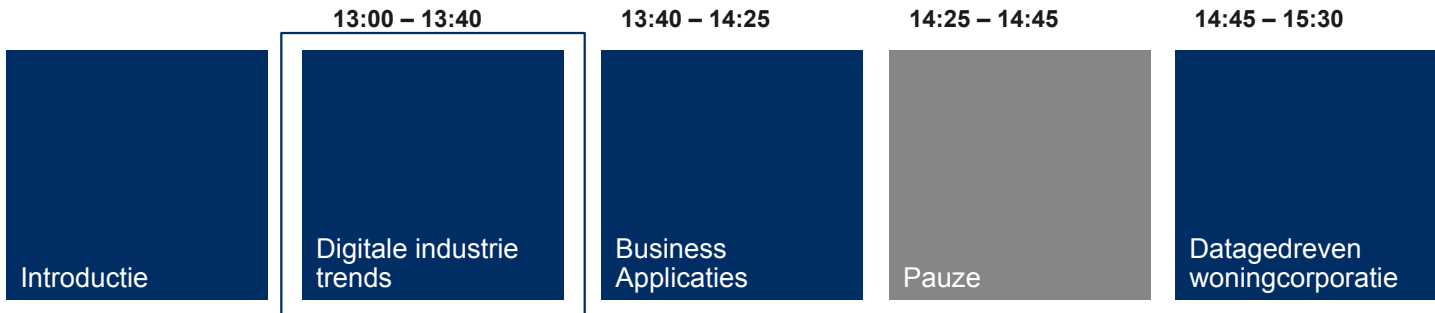 13:00 – 13:40
13:40 – 14:25
14:25 – 14:45
14:45 – 15:30
Introductie
Digitale industrie
trends
Business
Applicaties
Pauze
Datagedreven
woningcorporatie